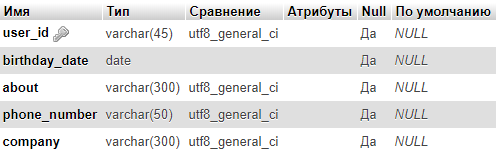 Имя Тип Сравнение Атрибуты Null По умолчанию
user_id varchar(45) utf8_general_ci Да NULL
birthday_date date Да NULL
about varchar(300) utf8_general_ci Да NULL
phone_number varchar(50) utf8_general_ci Да NULL
company varchar(300) utf8_general_ci Да NULL